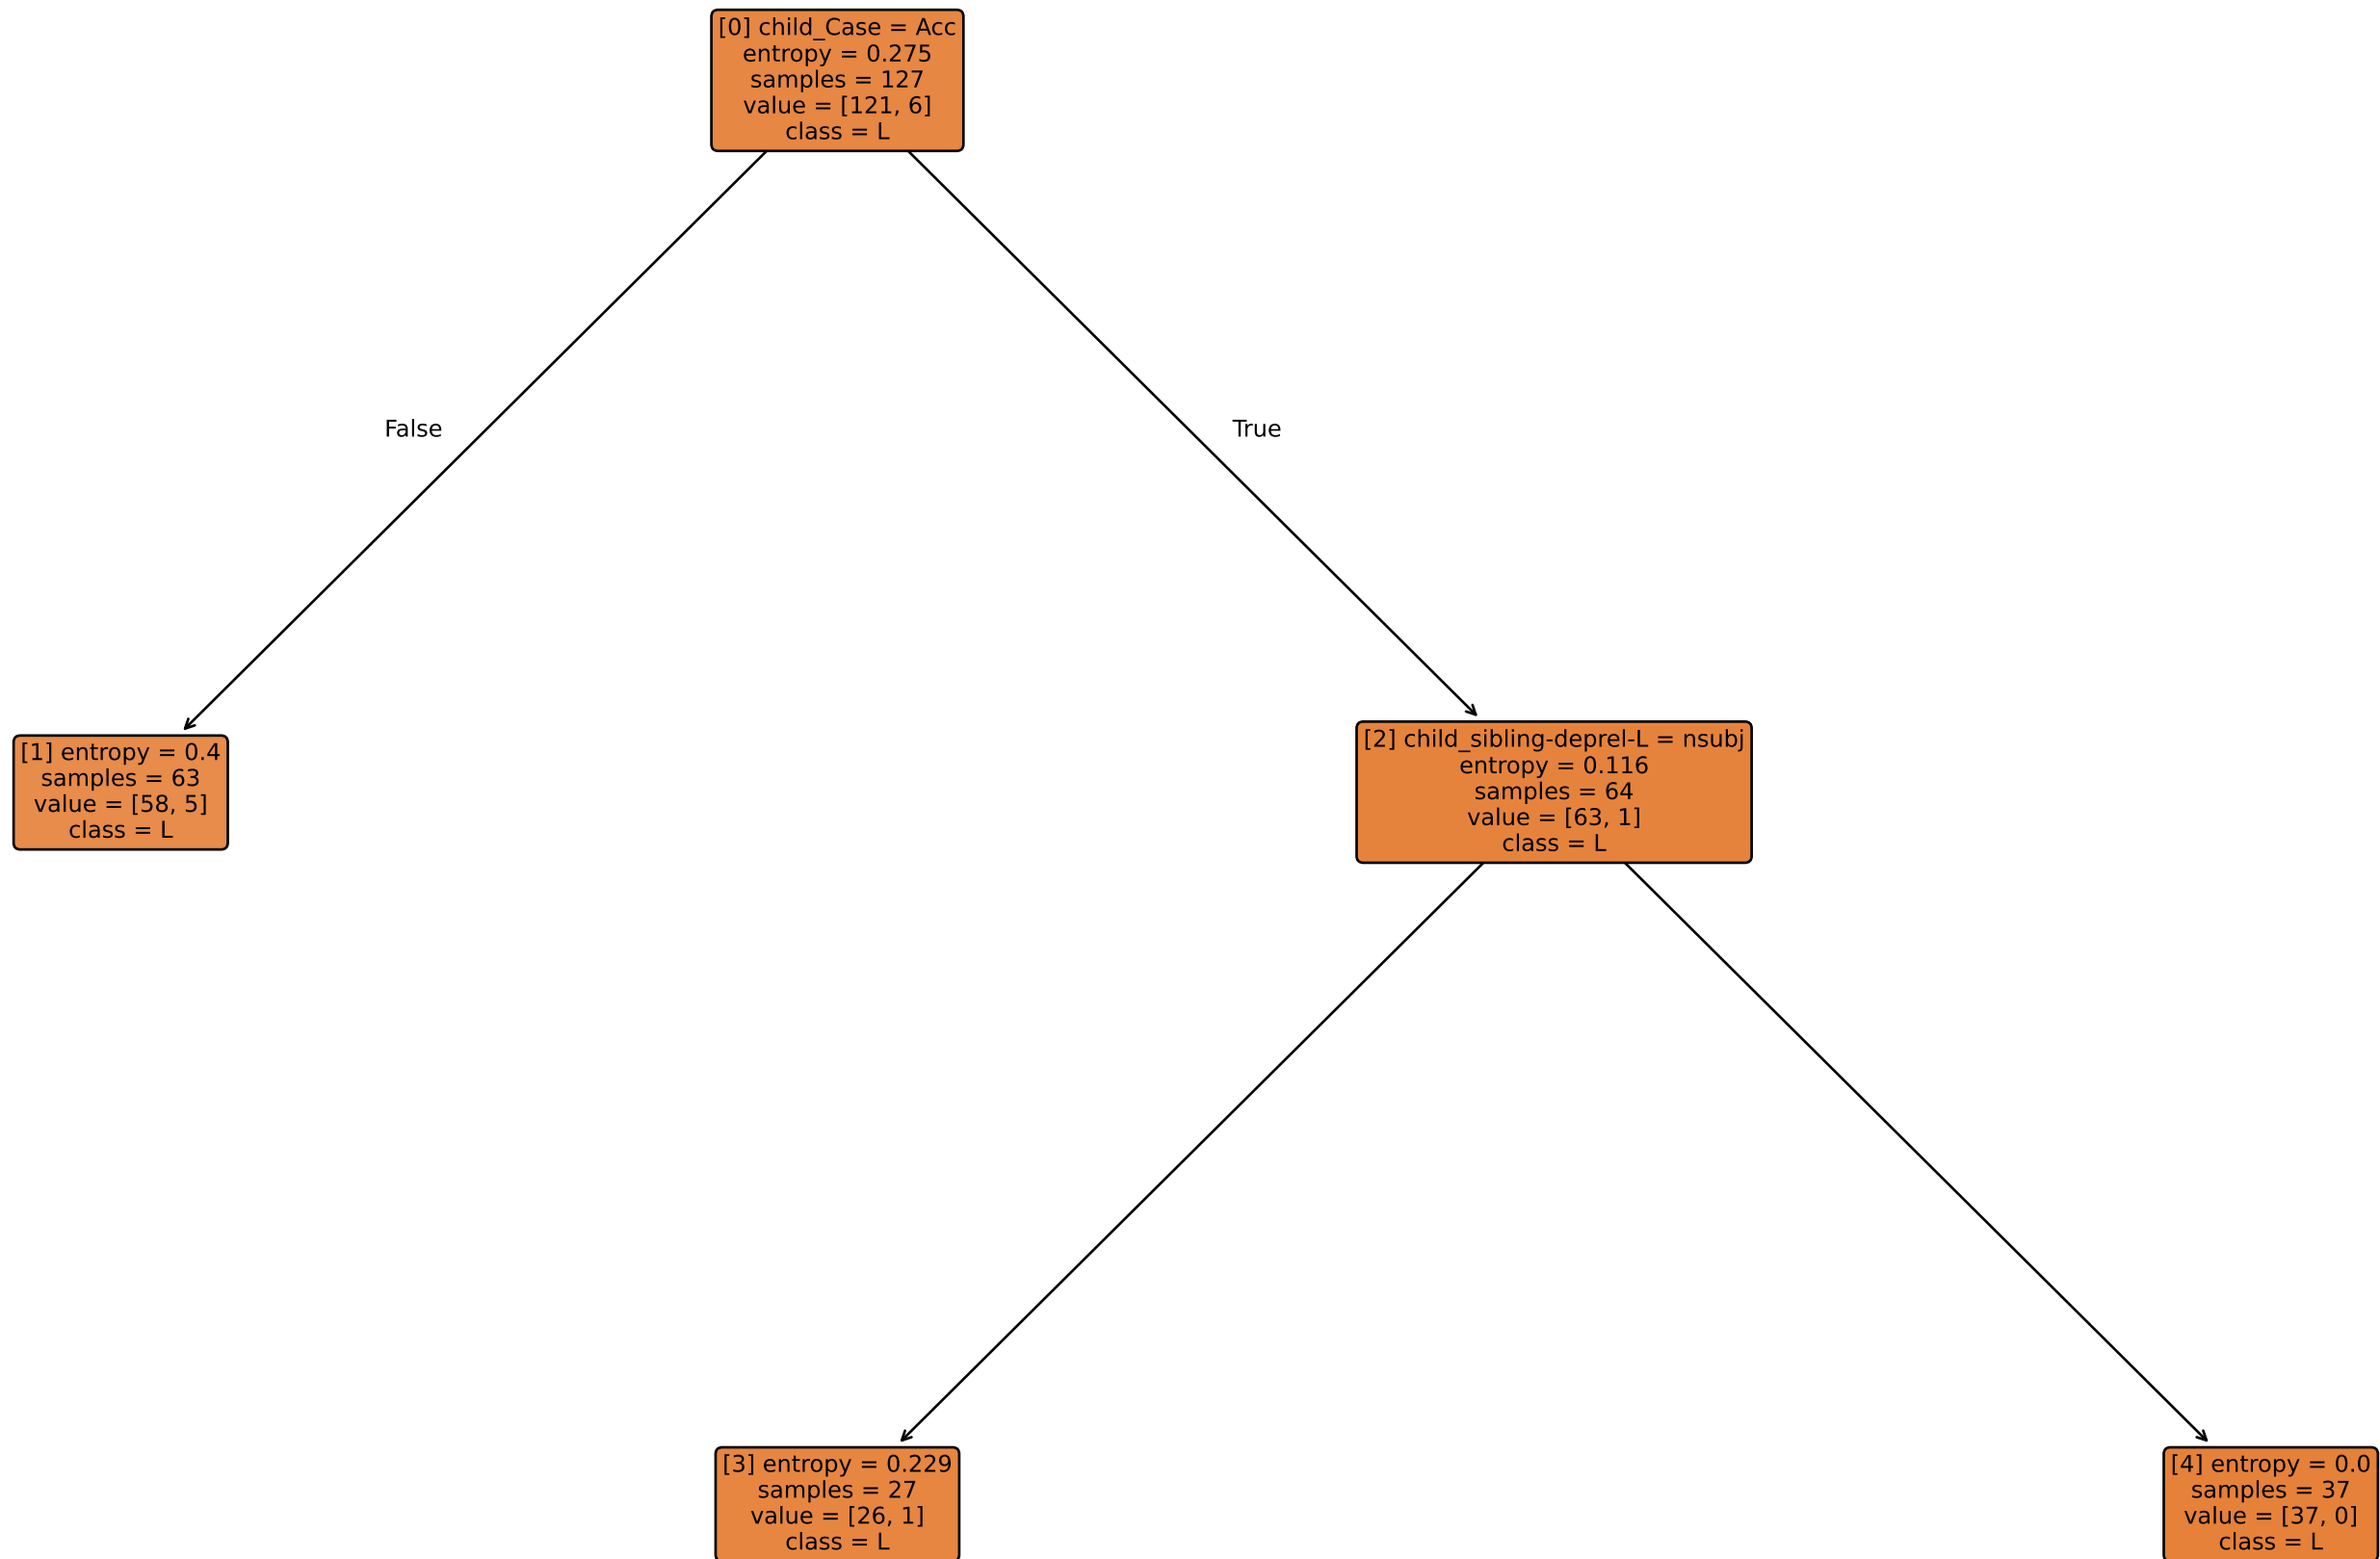 [0] child_Case = Acc
entropy = 0.275
samples = 127
value = [121, 6]
class = L
False
True
[1] entropy = 0.4
samples = 63
value = [58, 5]
class = L
[2] child_sibling-deprel-L = nsubj
entropy = 0.116
samples = 64
value = [63, 1]
class = L
[3] entropy = 0.229
samples = 27
value = [26, 1]
class = L
[4] entropy = 0.0
samples = 37
value = [37, 0]
class = L